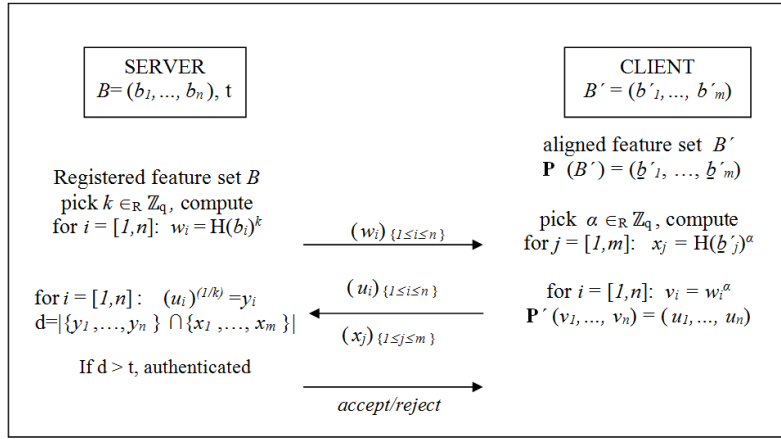 SERVER
B= (b1, ..., bn), t
CLIENT
B´ = (b´1, ..., b´m)
aligned feature set B´
P (B´) = (b̲´1, ..., b̲´m)
Registered feature set B
pick k ∈R ℤq, compute
for i = [1,n]: wi = H(bi)^k
(wi) {1≤i≤n}
pick α ∈R ℤq, compute
for j = [1,m]: xj = H(b̲´j)^α
for i = [1,n] : (ui)^(1/k) =yi
d=|{y1 ,...,yn } ∩{x1 ,..., xm }|
If d > t, authenticated
(ui) {1≤i≤n}
(xj) {1≤j≤m }
for i = [1,n]: vi = wi^α
P´ (v1, ..., vn) = ( u1, ..., un)
accept/reject